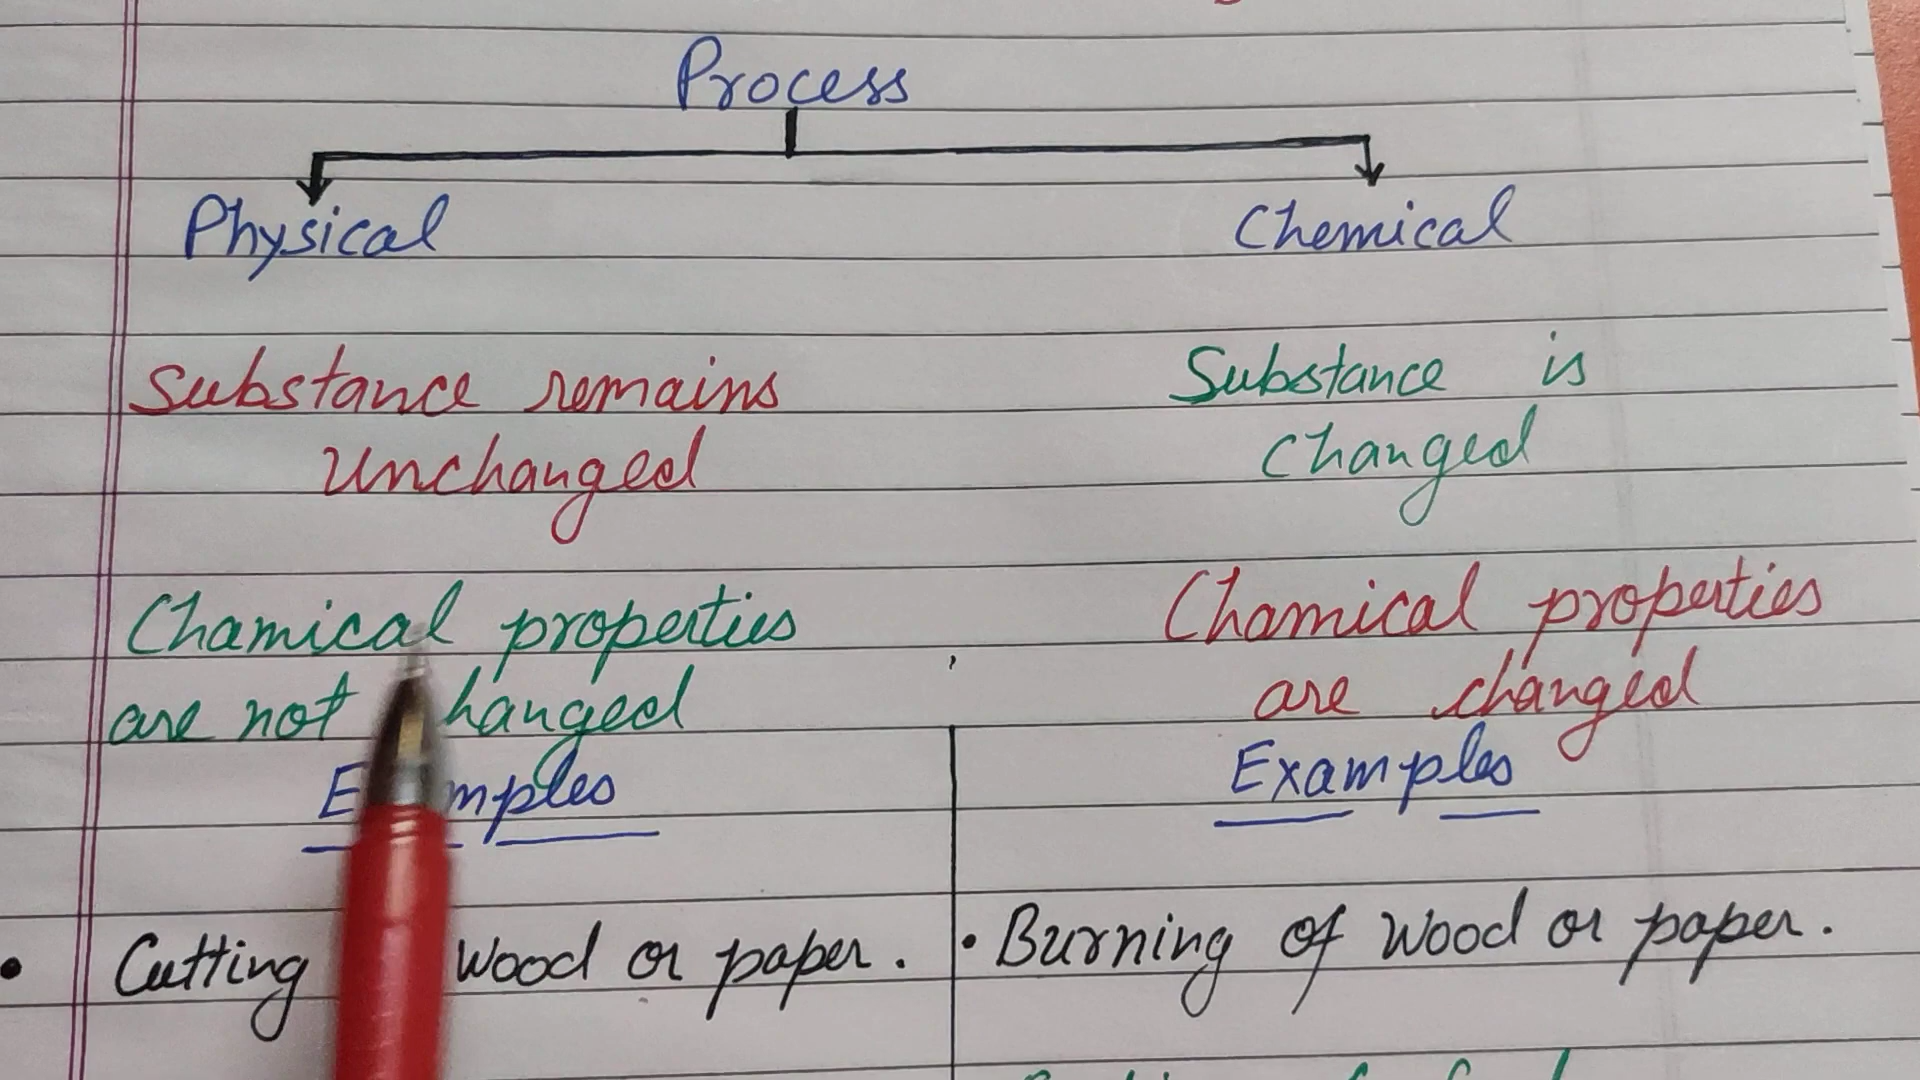 Process
Physical
Chemical
Substance remains
Unchanged
Substance is
Changed
Chamical properties
are not hanged
Chamical properties
are changed
Examples
Cutting wood or paper.
• Burning of wood or paper.